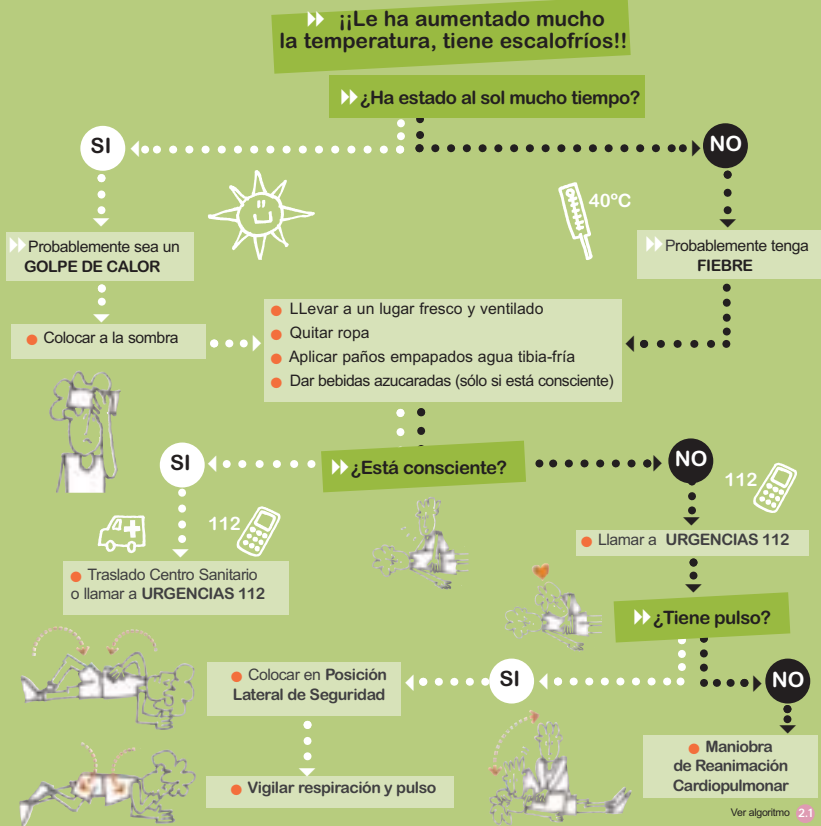 ¡¡Le ha aumentado mucho
la temperatura, tiene escalofríos!!
¿Ha estado al sol mucho tiempo?
SI
NO
40ºC
Probablemente sea un
GOLPE DE CALOR
Probablemente tenga
FIEBRE
Colocar a la sombra
LLevar a un lugar fresco y ventilado
Quitar ropa
Aplicar paños empapados agua tibia-fría
Dar bebidas azucaradas (sólo si está consciente)
¿Está consciente?
SI
NO
112
112
Traslado Centro Sanitario
o llamar a URGENCIAS 112
Llamar a URGENCIAS 112
¿Tiene pulso?
SI
NO
Colocar en Posición
Lateral de Seguridad
Vigilar respiración y pulso
Maniobra
de Reanimación
Cardiopulmonar
Ver algoritmo 2.1